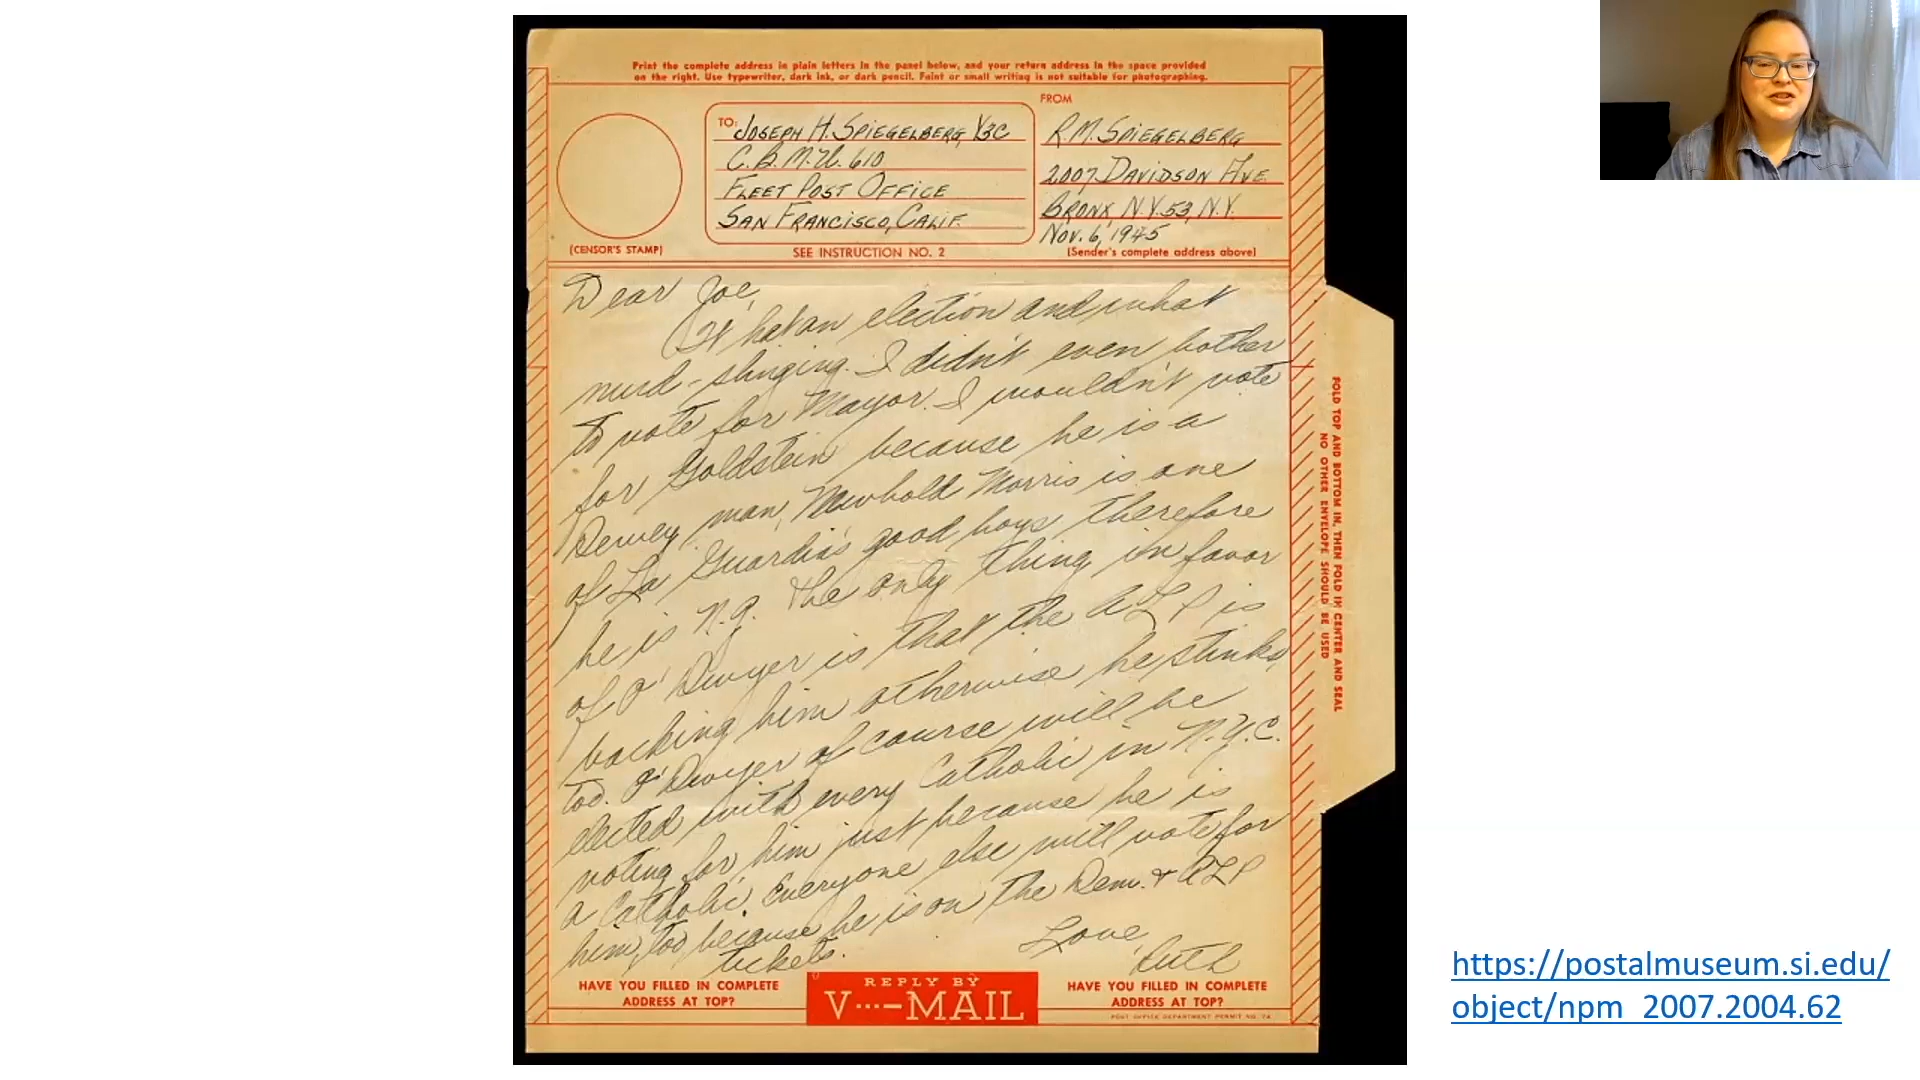 Print the complete address in plain letters in the panel below, and your return address in the space provided
on the right. Use typewriter, dark ink, or dark pencil. Faint or small writing is not suitable for photographing.
TO:
JOSEPH H. SPIEGELBERG, Y3C
C.B.M.U. 610
FLEET POST OFFICE
SAN FRANCISCO, CALIF.
(CENSOR'S STAMP)
SEE INSTRUCTION NO. 2
FROM
R.M. SPIEGELBERG
2007 DAVIDSON AVE.
BRONX, N.Y. 53, N.Y.
NOV. 6, 1945
(Sender's complete address above)
Dear Joe,
What an election and what
mud-slinging. I didn't even bother
to vote for Mayor. I wouldn't vote
for Goldstein because he is a
Dewey man, Newbold Morris is one
of La Guardia's good boys therefore
he is n.g. The only thing in favor
of O'Dwyer is that the ALP is
backing him otherwise he stinks,
too. O'Dwyer of course will be
elected with every Catholic in N.Y.C.
voting for him just because he is
a Catholic. Everyone else will vote for
him, too because he is on the Dem. & ALP
tickets.
Love,
Ruth
HAVE YOU FILLED IN COMPLETE
ADDRESS AT TOP?
REPLY BY
V···—MAIL
HAVE YOU FILLED IN COMPLETE
ADDRESS AT TOP?
POST OFFICE DEPARTMENT PERMIT NO. 74
FOLD TOP AND BOTTOM IN, THEN FOLD IN CENTER AND SEAL
NO OTHER ENVELOPE SHOULD BE USED
https://postalmuseum.si.edu/
object/npm_2007.2004.62